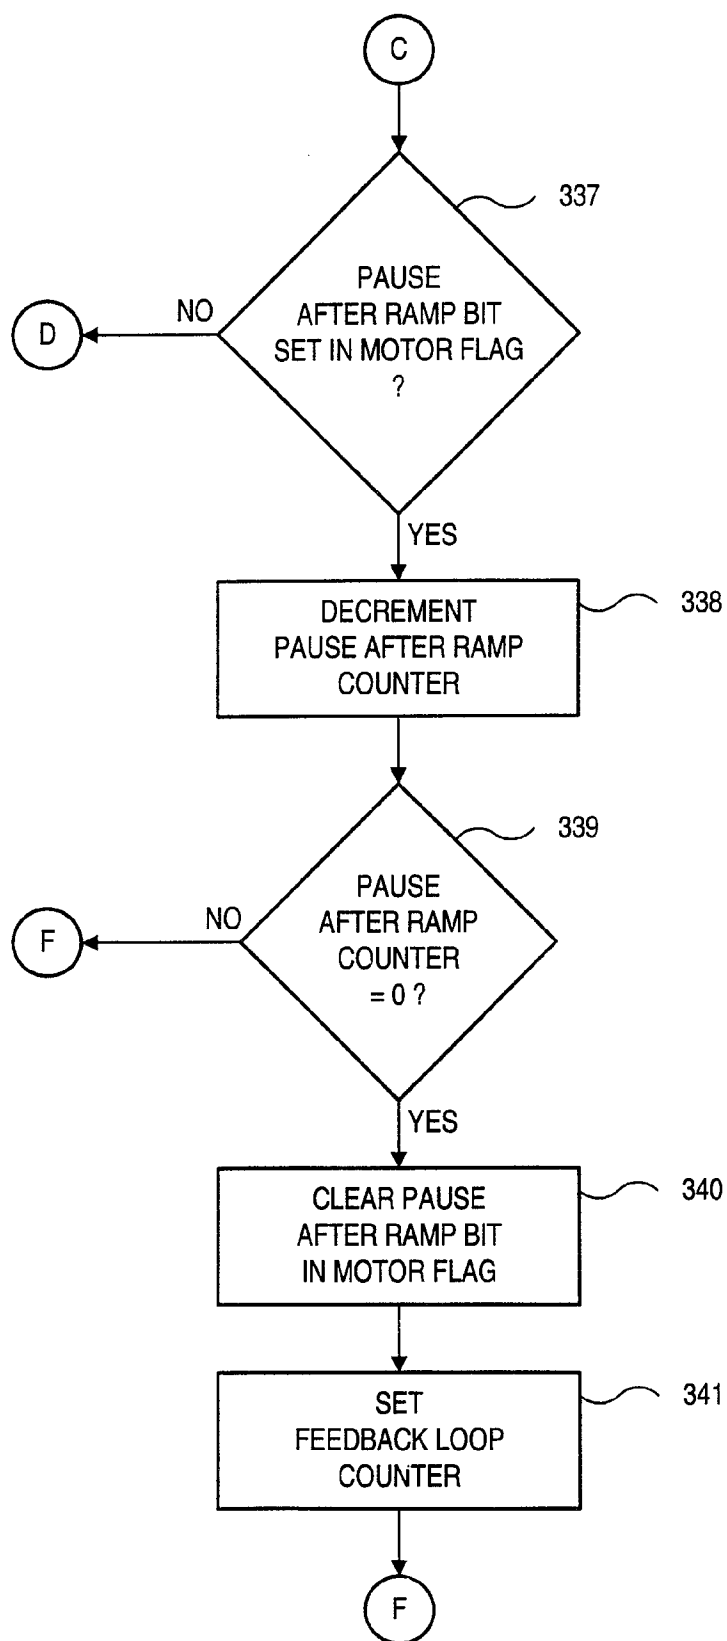 C
337
PAUSE
AFTER RAMP BIT
SET IN MOTOR FLAG
?
NO
D
YES
338
DECREMENT
PAUSE AFTER RAMP
COUNTER
339
PAUSE
AFTER RAMP
COUNTER
= 0 ?
NO
F
YES
340
CLEAR PAUSE
AFTER RAMP BIT
IN MOTOR FLAG
341
SET
FEEDBACK LOOP
COUNTER
F